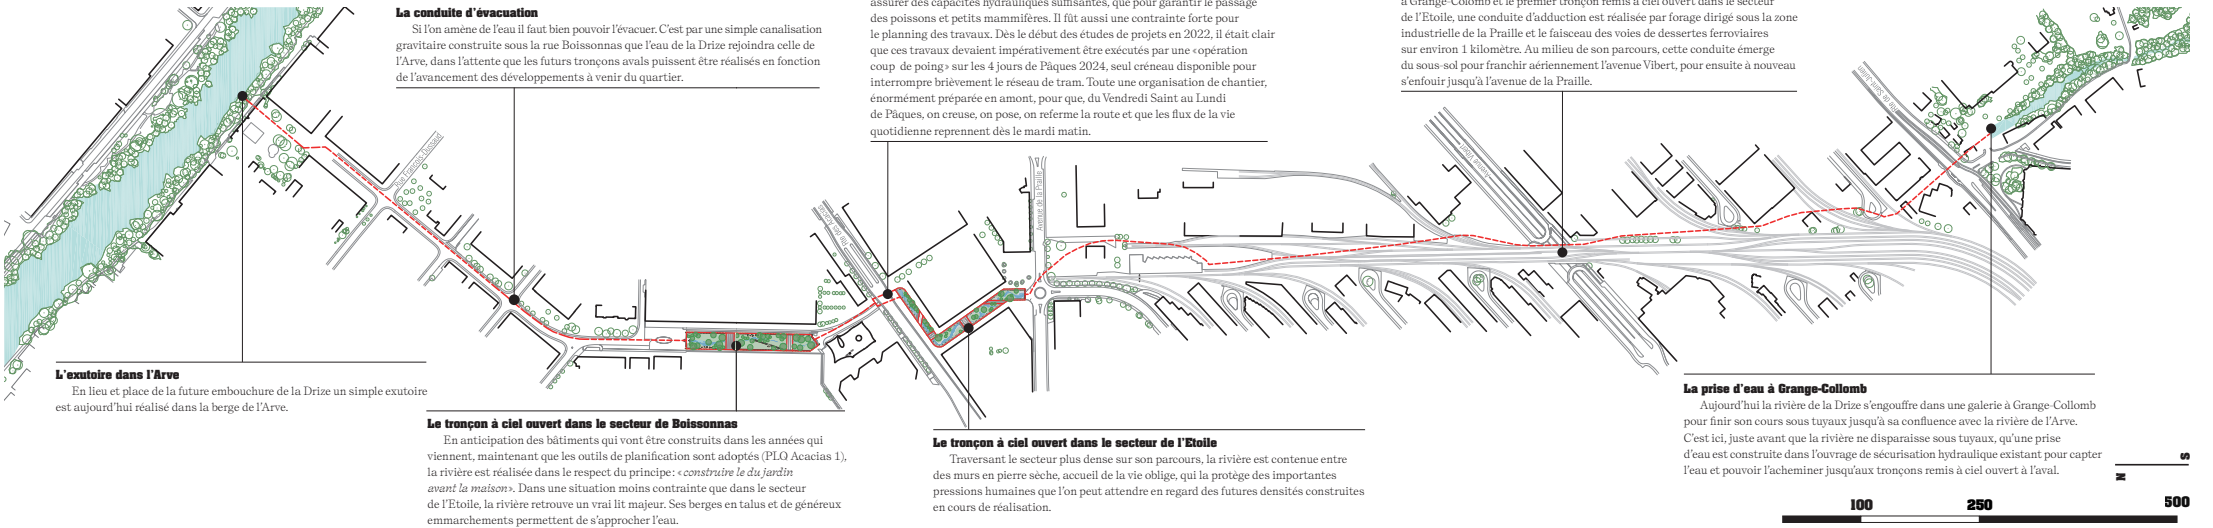 La conduite d'évacuation
Si l'on amène de l'eau il faut bien pouvoir l'évacuer. C'est par une simple canalisation
gravitaire construite sous la rue Boissonnas que l'eau de la Drize rejoindra celle de
l'Arve, dans l'attente que les futurs tronçons avals puissent être réalisés en fonction
de l'avancement des développements à venir du quartier.
assurer des capacités hydrauliques suffisantes, que pour garantir le passage
des poissons et petits mammifères. Il fût aussi une contrainte forte pour
le planning des travaux. Dès le début des études de projets en 2022, il était clair
que ces travaux devaient impérativement être exécutés par une «opération
coup de poing» sur les 4 jours de Pâques 2024, seul créneau disponible pour
interrompre brièvement le réseau de tram. Toute une organisation de chantier,
énormément préparée en amont, pour que, du Vendredi Saint au Lundi
de Pâques, on creuse, on pose, on referme la route et que les flux de la vie
quotidienne reprennent dès le mardi matin.
à Grange-Colomb et le premier tronçon remis à ciel ouvert dans le secteur
de l'Etoile, une conduite d'adduction est réalisée par forage dirigé sous la zone
industrielle de la Praille et le faisceau des voies de dessertes ferroviaires
sur environ 1 kilomètre. Au milieu de son parcours, cette conduite émerge
du sous-sol pour franchir aériennement l'avenue Vibert, pour ensuite à nouveau
s'enfouir jusqu'à l'avenue de la Praille.
Rue François-Dussaud
Rte des Acacias
Avenue de la Praille
Avenue Vibert
Rte de Saint-Julien
L'exutoire dans l'Arve
En lieu et place de la future embouchure de la Drize un simple exutoire
est aujourd'hui réalisé dans la berge de l'Arve.
Le tronçon à ciel ouvert dans le secteur de Boissonnas
En anticipation des bâtiments qui vont être construits dans les années qui
viennent, maintenant que les outils de planification sont adoptés (PLQ Acacias 1),
la rivière est réalisée dans le respect du principe: «construire le du jardin
avant la maison». Dans une situation moins contrainte que dans le secteur
de l'Etoile, la rivière retrouve un vrai lit majeur. Ses berges en talus et de généreux
emmarchements permettent de s'approcher l'eau.
Le tronçon à ciel ouvert dans le secteur de l'Etoile
Traversant le secteur plus dense sur son parcours, la rivière est contenue entre
des murs en pierre sèche, accueil de la vie oblige, qui la protège des importantes
pressions humaines que l'on peut attendre en regard des futures densités construites
en cours de réalisation.
La prise d'eau à Grange-Collomb
Aujourd'hui la rivière de la Drize s'engouffre dans une galerie à Grange-Collomb
pour finir son cours sous tuyaux jusqu'à sa confluence avec la rivière de l'Arve.
C'est ici, juste avant que la rivière ne disparaisse sous tuyaux, qu'une prise
d'eau est construite dans l'ouvrage de sécurisation hydraulique existant pour capter
l'eau et pouvoir l'acheminer jusqu'aux tronçons remis à ciel ouvert à l'aval.
S
N
100 250 500